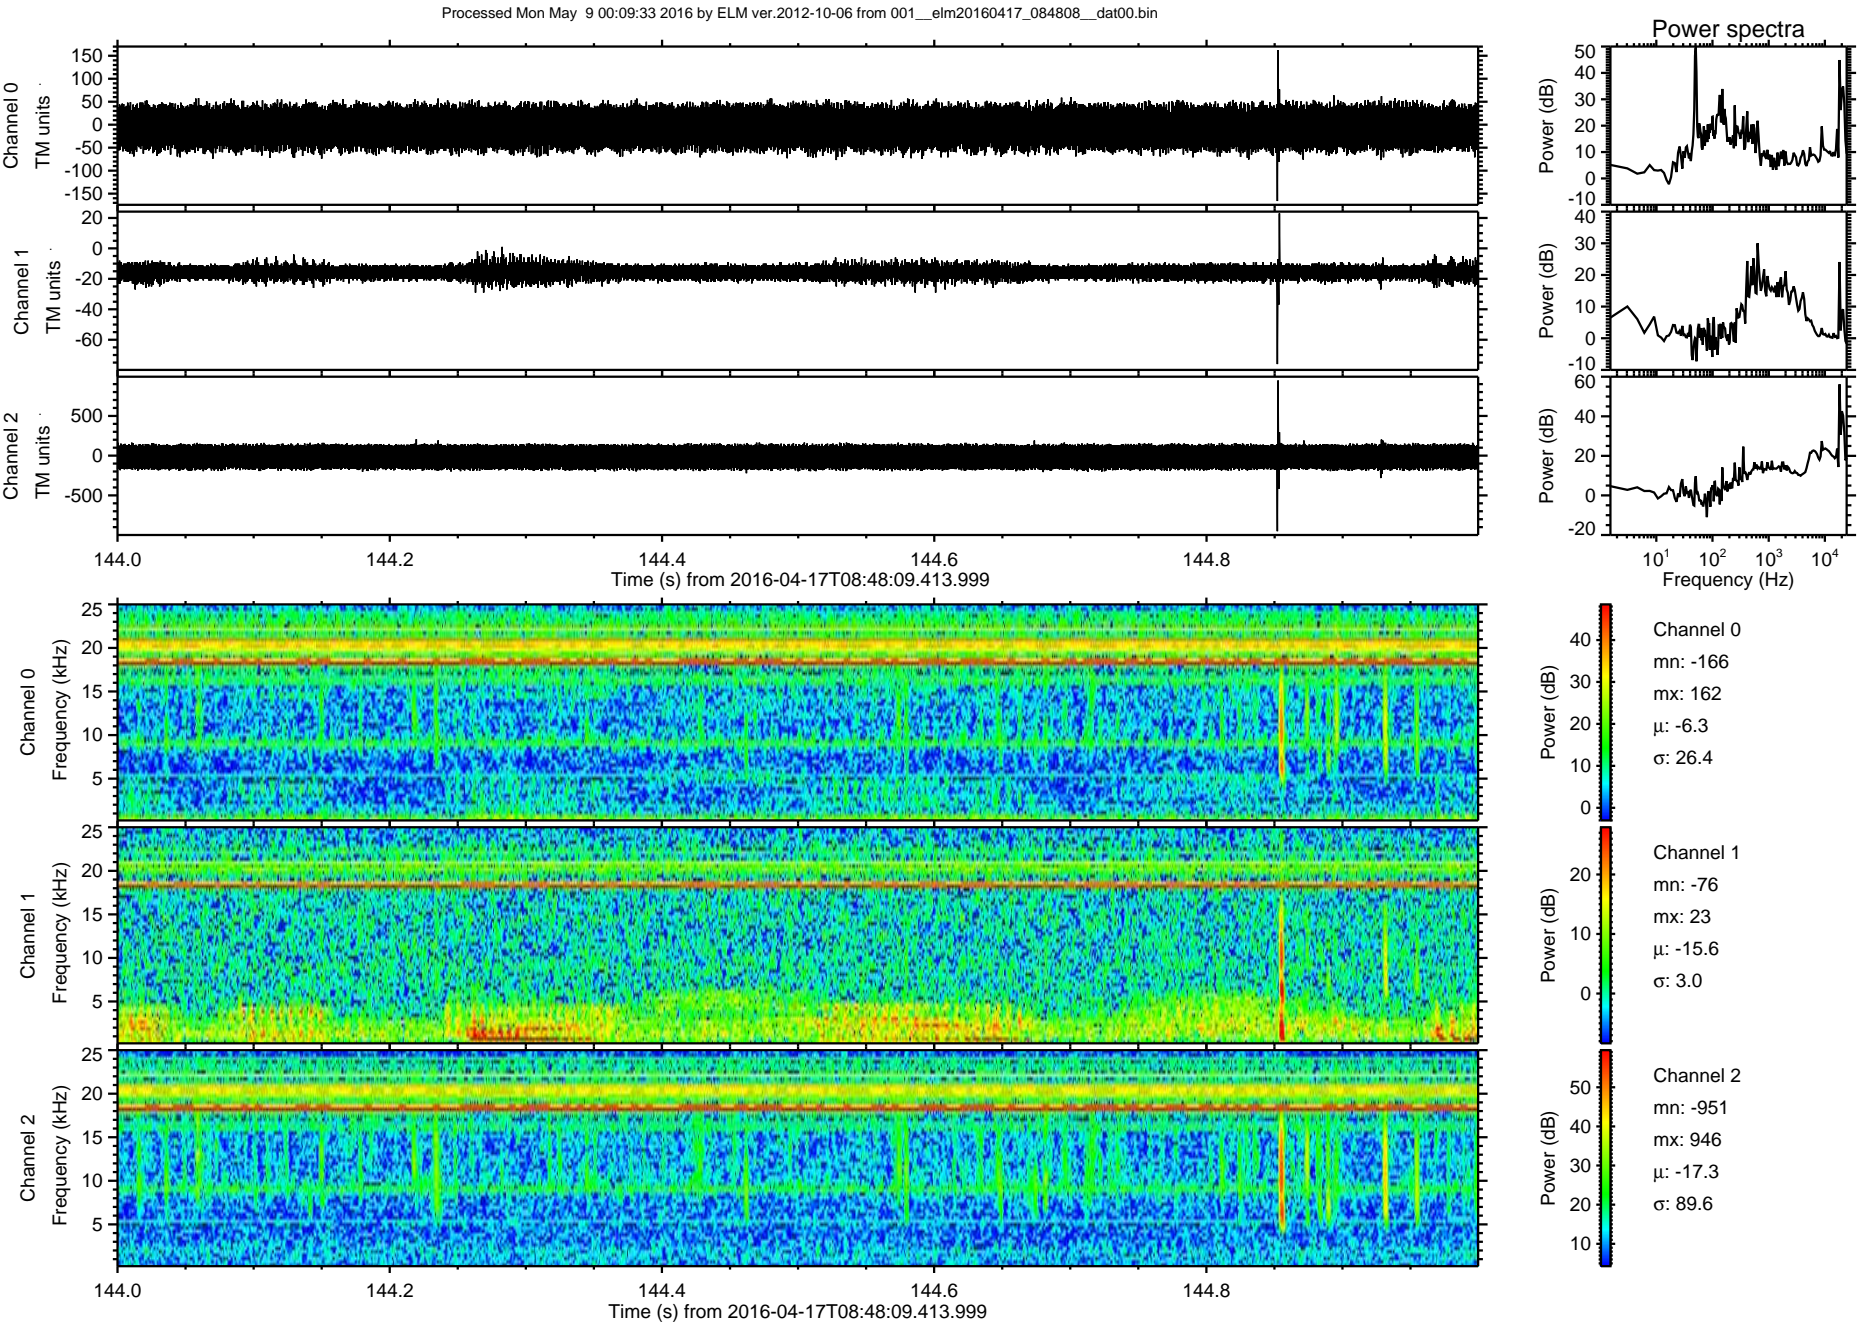 Processed Mon May  9 00:09:33 2016 by ELM ver.2012-10-06 from 001__elm20160417_084808__dat00.bin
Power spectra
Channel 0
TM units
150
100
50
0
-50
-100
-150
Power (dB)
50
40
30
20
10
0
-10
Channel 1
TM units
20
0
-20
-40
-60
Power (dB)
40
30
20
10
0
-10
Channel 2
TM units
500
0
-500
Power (dB)
60
40
20
0
-20
144.0 144.2 144.4 144.6 144.8
Time (s) from 2016-04-17T08:48:09.413.999
10^1 10^2 10^3 10^4
Frequency (Hz)
Channel 0
Frequency (kHz)
25
20
15
10
5
Power (dB)
40
30
20
10
0
Channel 0
mn: -166
mx: 162
μ: -6.3
σ: 26.4
Channel 1
Frequency (kHz)
25
20
15
10
5
Power (dB)
20
10
0
Channel 1
mn: -76
mx: 23
μ: -15.6
σ: 3.0
Channel 2
Frequency (kHz)
25
20
15
10
5
Power (dB)
50
40
30
20
10
Channel 2
mn: -951
mx: 946
μ: -17.3
σ: 89.6
144.0 144.2 144.4 144.6 144.8
Time (s) from 2016-04-17T08:48:09.413.999